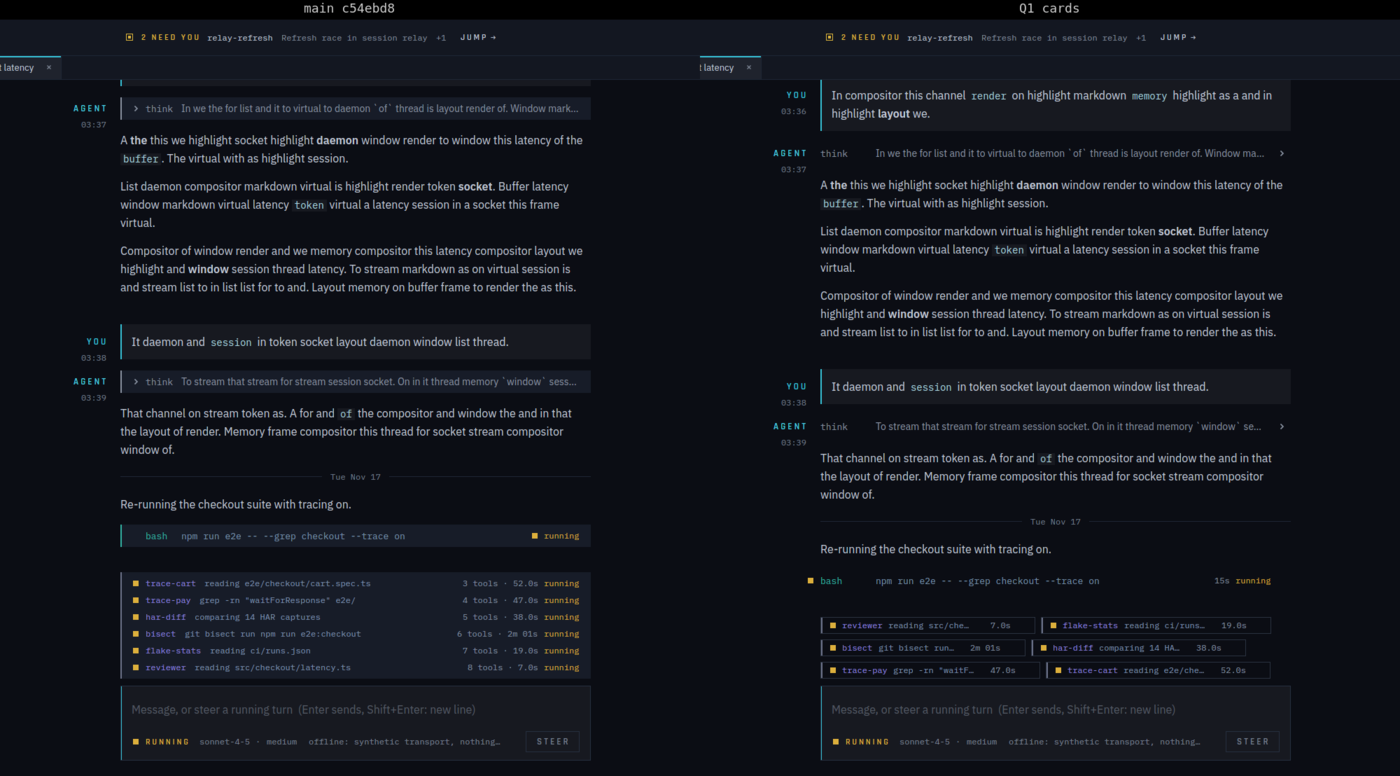 main c54ebd8
2 NEED YOU relay-refresh Refresh race in session relay +1 JUMP →
latency ×
AGENT
03:37
› think In we the for list and it to virtual to daemon `of` thread is layout render of. Window mark…
A the this we highlight socket highlight daemon window render to window this latency of the
buffer. The virtual with as highlight session.
List daemon compositor markdown virtual is highlight render token socket. Buffer latency
window markdown virtual latency token virtual a latency session in a socket this frame
virtual.
Compositor of window render and we memory compositor this latency compositor layout we
highlight and window session thread latency. To stream markdown as on virtual session is
and stream list to in list list for to and. Layout memory on buffer frame to render the as this.
YOU
03:38
It daemon and session in token socket layout daemon window list thread.
AGENT
03:39
› think To stream that stream for stream session socket. On in it thread memory `window` sess…
That channel on stream token as. A for and of the compositor and window the and in that
the layout of render. Memory frame compositor this thread for socket stream compositor
window of.
Tue Nov 17
Re-running the checkout suite with tracing on.
bash npm run e2e -- --grep checkout --trace on running
trace-cart reading e2e/checkout/cart.spec.ts 3 tools · 52.0s running
trace-pay grep -rn "waitForResponse" e2e/ 4 tools · 47.0s running
har-diff comparing 14 HAR captures 5 tools · 38.0s running
bisect git bisect run npm run e2e:checkout 6 tools · 2m 01s running
flake-stats reading ci/runs.json 7 tools · 19.0s running
reviewer reading src/checkout/latency.ts 8 tools · 7.0s running
Message, or steer a running turn (Enter sends, Shift+Enter: new line)
RUNNING sonnet-4-5 · medium offline: synthetic transport, nothing… STEER
Q1 cards
2 NEED YOU relay-refresh Refresh race in session relay +1 JUMP →
latency ×
YOU
03:36
In compositor this channel render on highlight markdown memory highlight as a and in
highlight layout we.
AGENT
03:37
think In we the for list and it to virtual to daemon `of` thread is layout render of. Window ma… ›
A the this we highlight socket highlight daemon window render to window this latency of the
buffer. The virtual with as highlight session.
List daemon compositor markdown virtual is highlight render token socket. Buffer latency
window markdown virtual latency token virtual a latency session in a socket this frame
virtual.
Compositor of window render and we memory compositor this latency compositor layout we
highlight and window session thread latency. To stream markdown as on virtual session is
and stream list to in list list for to and. Layout memory on buffer frame to render the as this.
YOU
03:38
It daemon and session in token socket layout daemon window list thread.
AGENT
03:39
think To stream that stream for stream session socket. On in it thread memory `window` se… ›
That channel on stream token as. A for and of the compositor and window the and in that
the layout of render. Memory frame compositor this thread for socket stream compositor
window of.
Tue Nov 17
Re-running the checkout suite with tracing on.
bash npm run e2e -- --grep checkout --trace on 15s running
reviewer reading src/che… 7.0s flake-stats reading ci/runs… 19.0s
bisect git bisect run… 2m 01s har-diff comparing 14 HA… 38.0s
trace-pay grep -rn "waitF… 47.0s trace-cart reading e2e/che… 52.0s
Message, or steer a running turn (Enter sends, Shift+Enter: new line)
RUNNING sonnet-4-5 · medium offline: synthetic transport, nothing… STEER